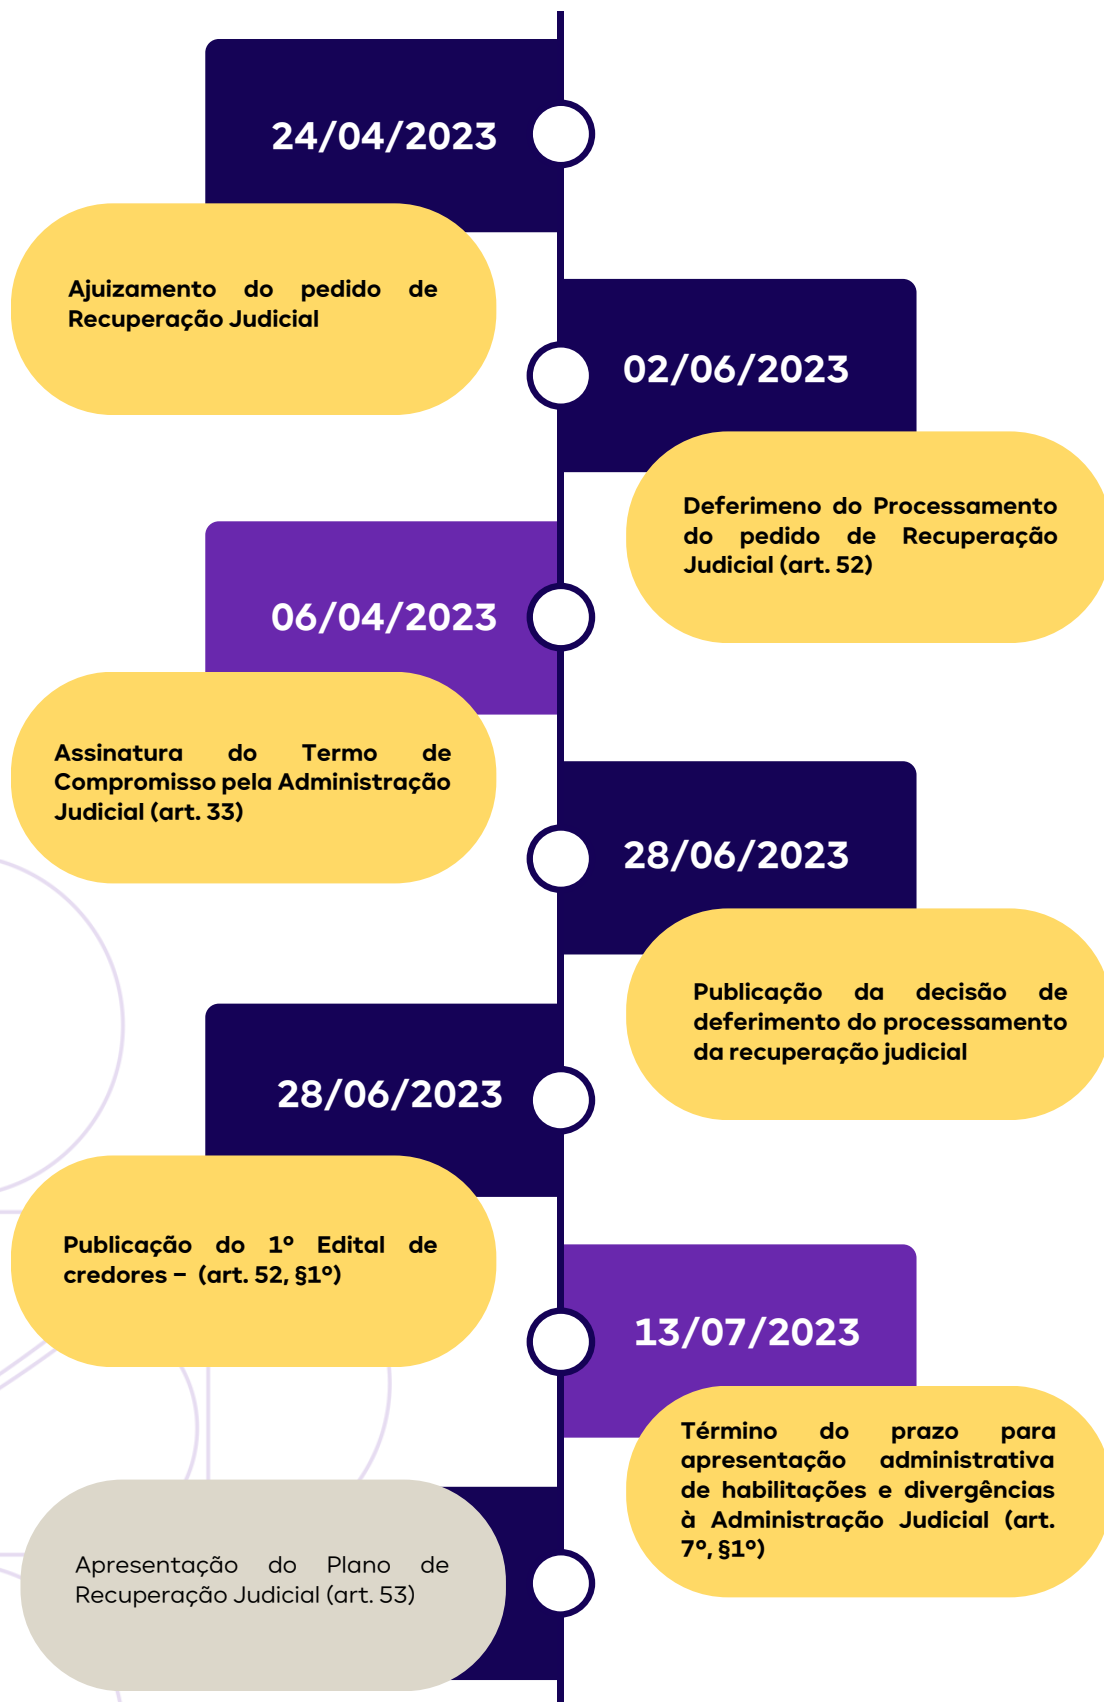 24/04/2023
Ajuizamento do pedido de
Recuperação Judicial
02/06/2023
Deferimeno do Processamento
do pedido de Recuperação
Judicial (art. 52)
06/04/2023
Assinatura do Termo de
Compromisso pela Administração
Judicial (art. 33)
28/06/2023
Publicação da decisão de
deferimento do processamento
da recuperação judicial
28/06/2023
Publicação do 1º Edital de
credores – (art. 52, §1º)
13/07/2023
Término do prazo para
apresentação administrativa
de habilitações e divergências
à Administração Judicial (art.
7º, §1º)
Apresentação do Plano de
Recuperação Judicial (art. 53)